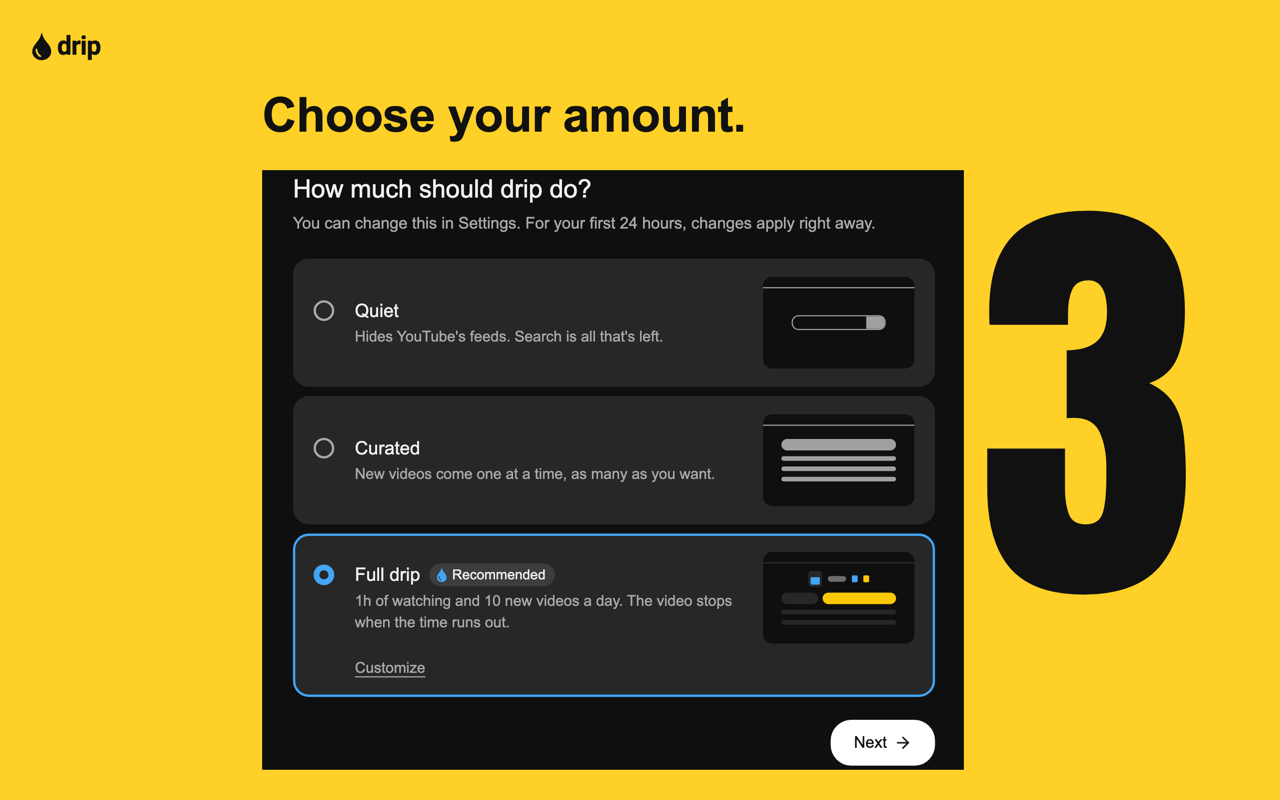 drip
Choose your amount.
How much should drip do?
You can change this in Settings. For your first 24 hours, changes apply right away.
Quiet
Hides YouTube's feeds. Search is all that's left.
Curated
New videos come one at a time, as many as you want.
Full drip
Recommended
1h of watching and 10 new videos a day. The video stops
when the time runs out.
Customize
Next
3